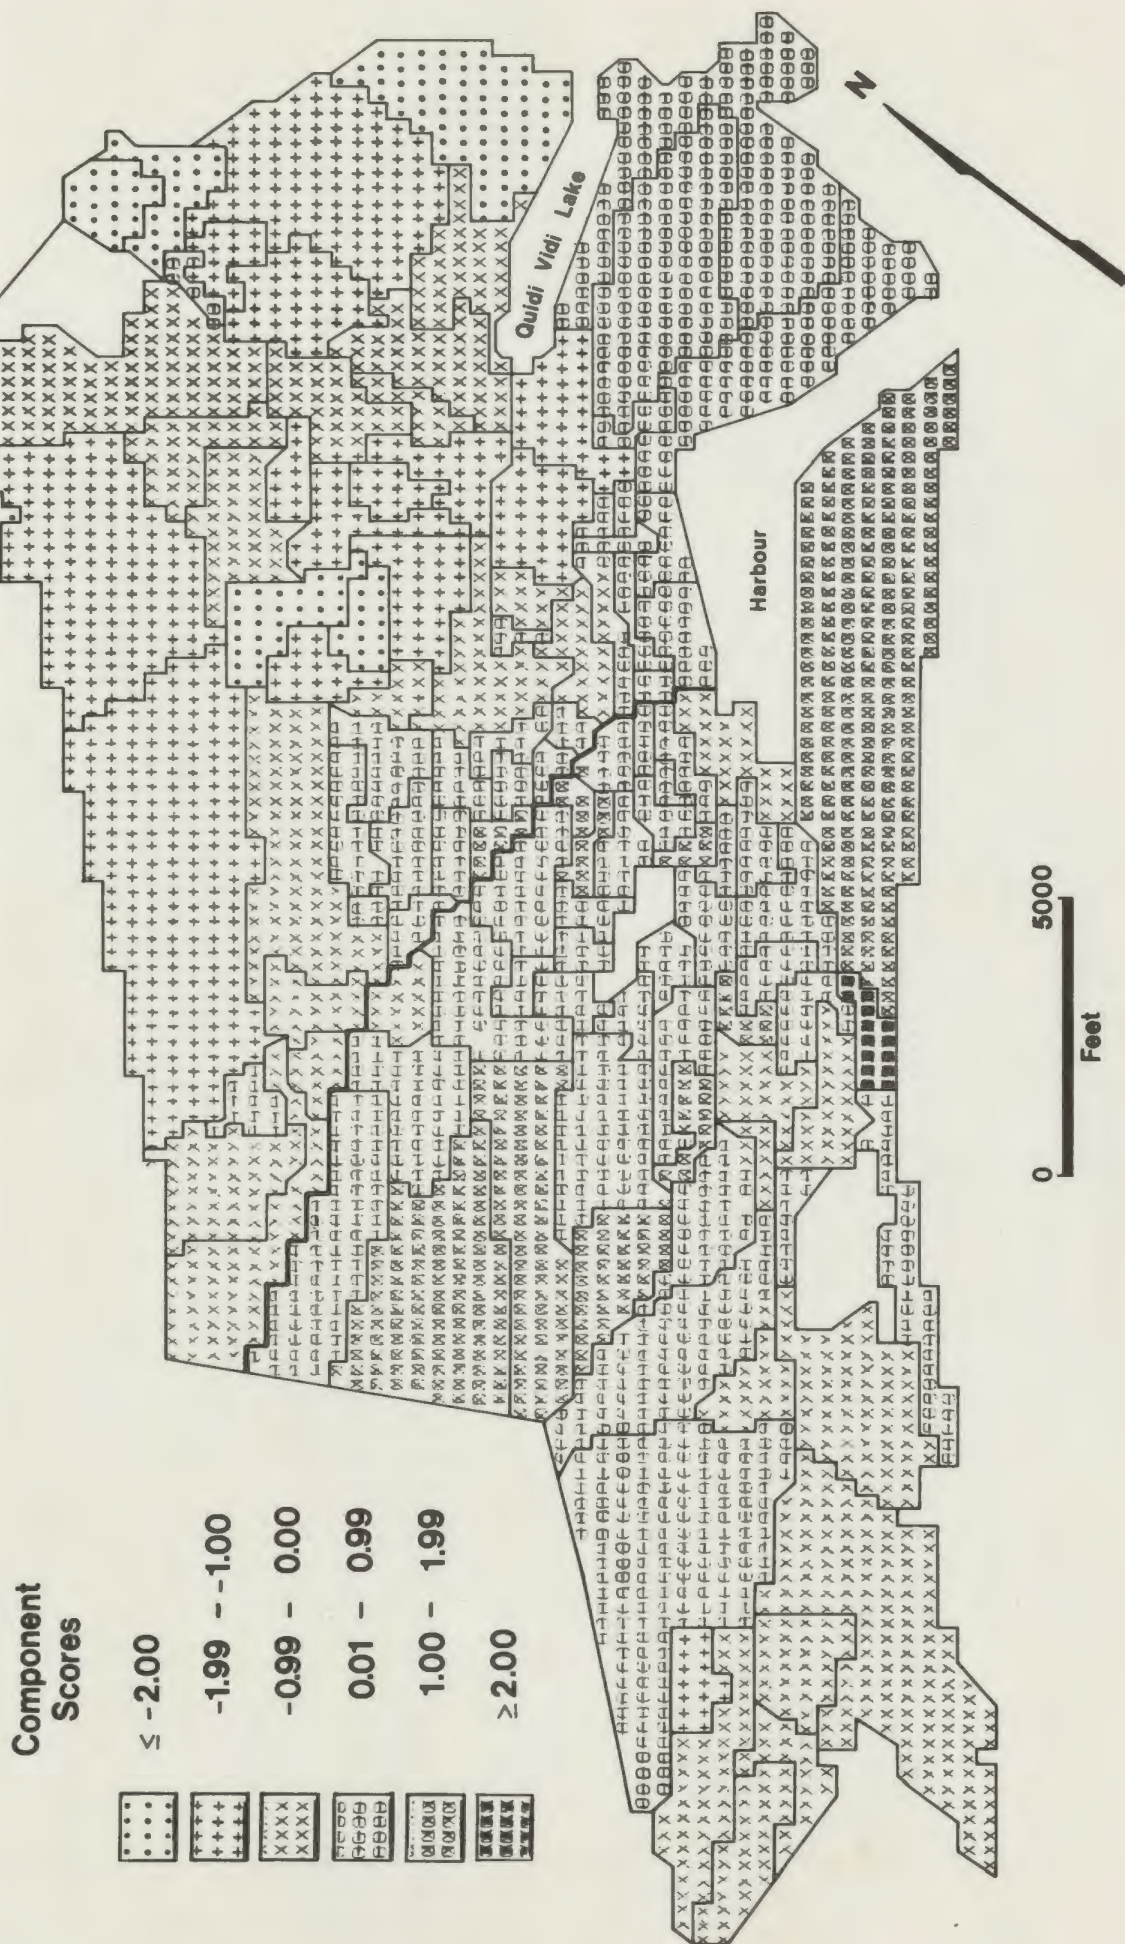 Component
Scores
≤ -2.00
-1.99 - -1.00
-0.99 - 0.00
0.01 - 0.99
1.00 - 1.99
≥ 2.00
Quidi Vidi Lake
Harbour
N
0 5000
Feet